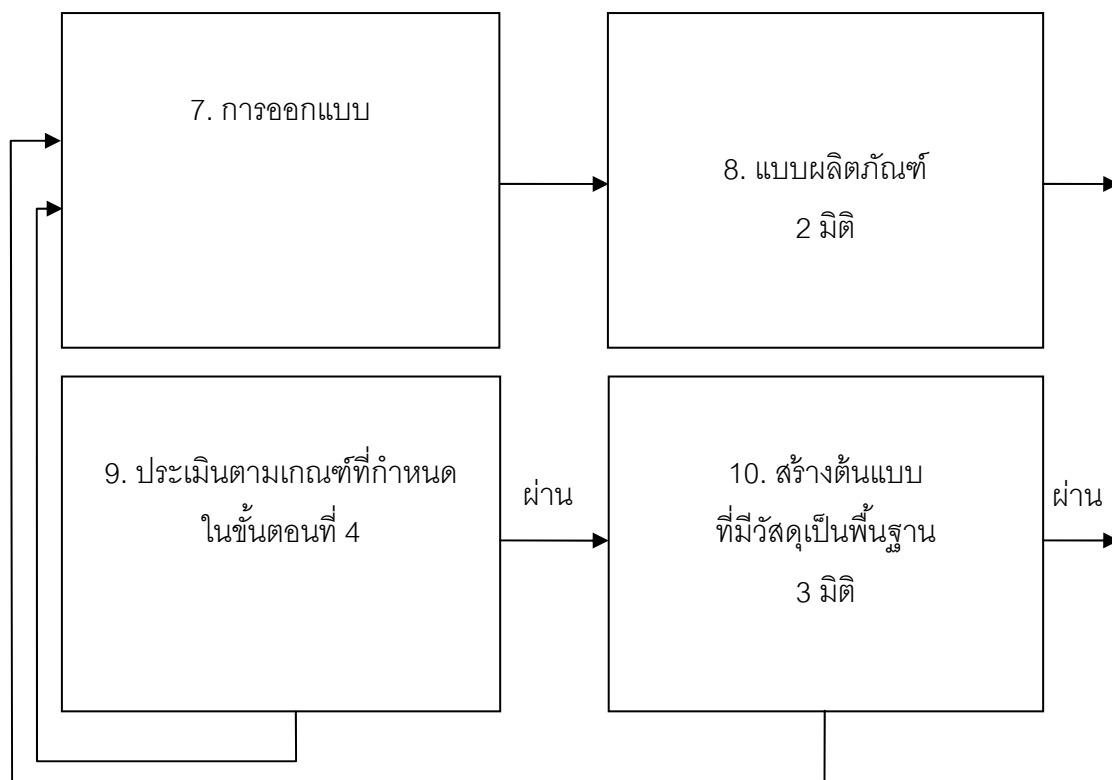 7. การออกแบบ
8. แบบผลิตภัณฑ์
2 มิติ
9. ประเมินตามเกณฑ์ที่กำหนด
ในขั้นตอนที่ 4
ผ่าน
10. สร้างต้นแบบ
ที่มีวัสดุเป็นพื้นฐาน
3 มิติ
ผ่าน